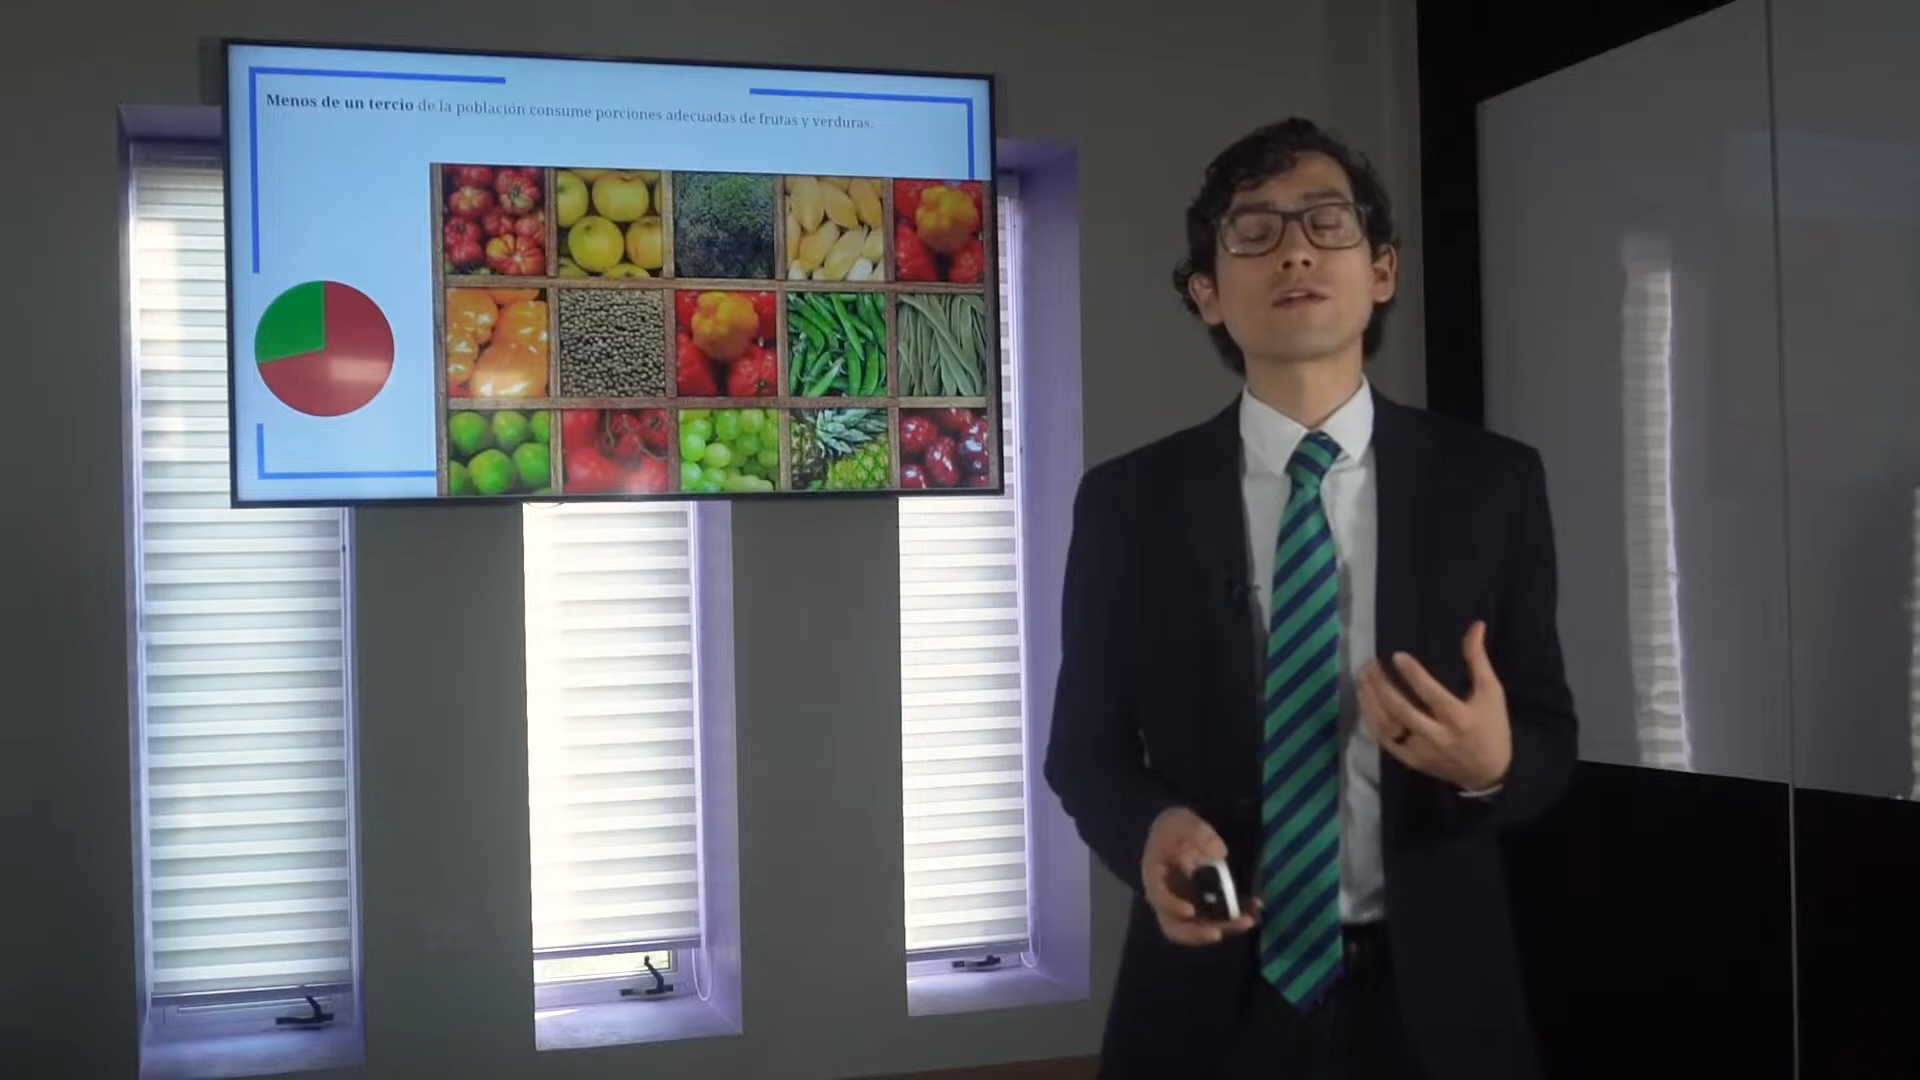 Menos de un tercio de la población consume porciones adecuadas de frutas y verduras.